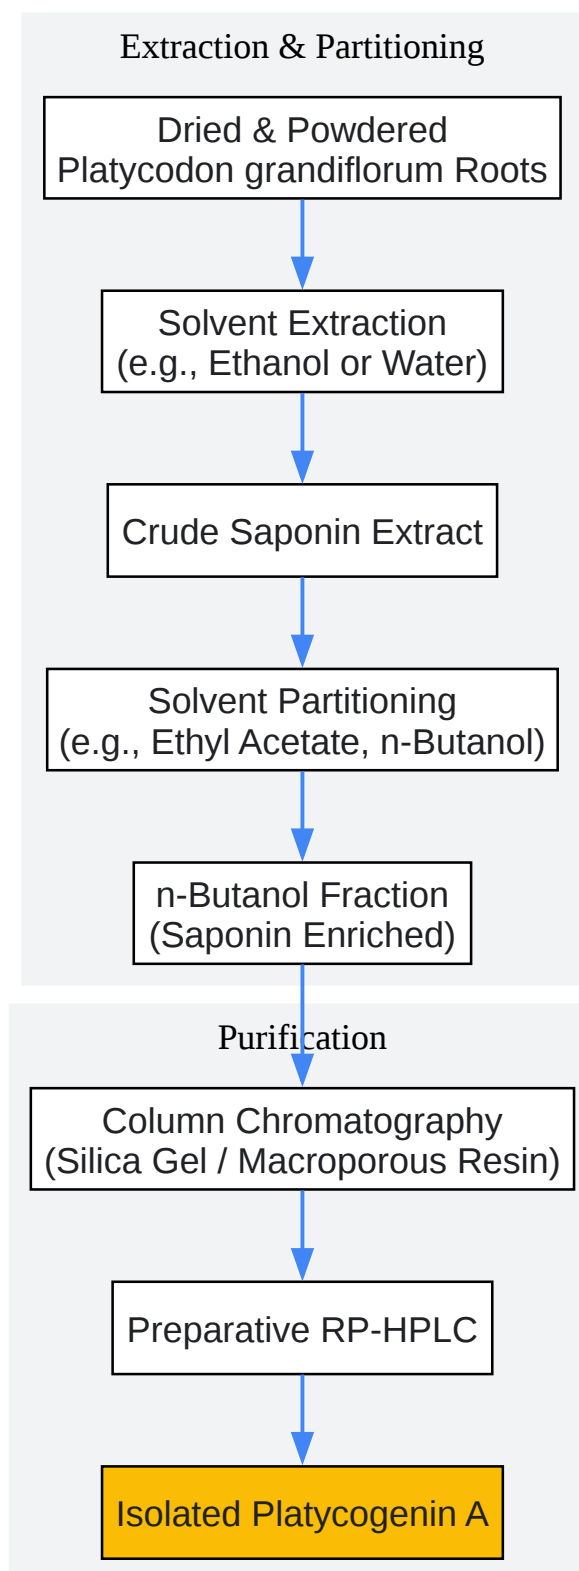 Extraction & Partitioning
Dried & Powdered
Platycodon grandiflorum Roots
Solvent Extraction
(e.g., Ethanol or Water)
Crude Saponin Extract
Solvent Partitioning
(e.g., Ethyl Acetate, n-Butanol)
n-Butanol Fraction
(Saponin Enriched)
Purification
Column Chromatography
(Silica Gel / Macroporous Resin)
Preparative RP-HPLC
Isolated Platycogenin A